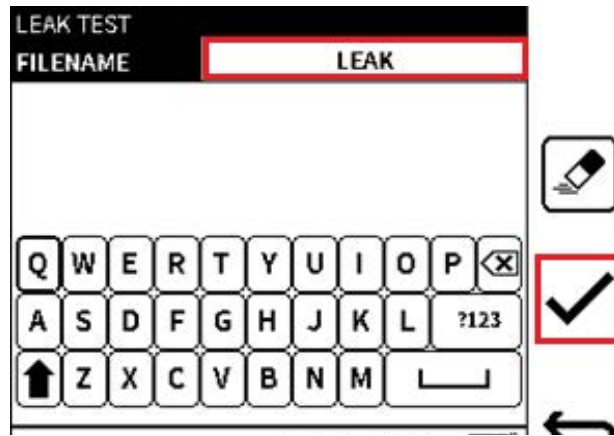 LEAK TEST
FILENAME LEAK
Q W E R T Y U I O P
A S D F G H J K L ?123
Z X C V B N M